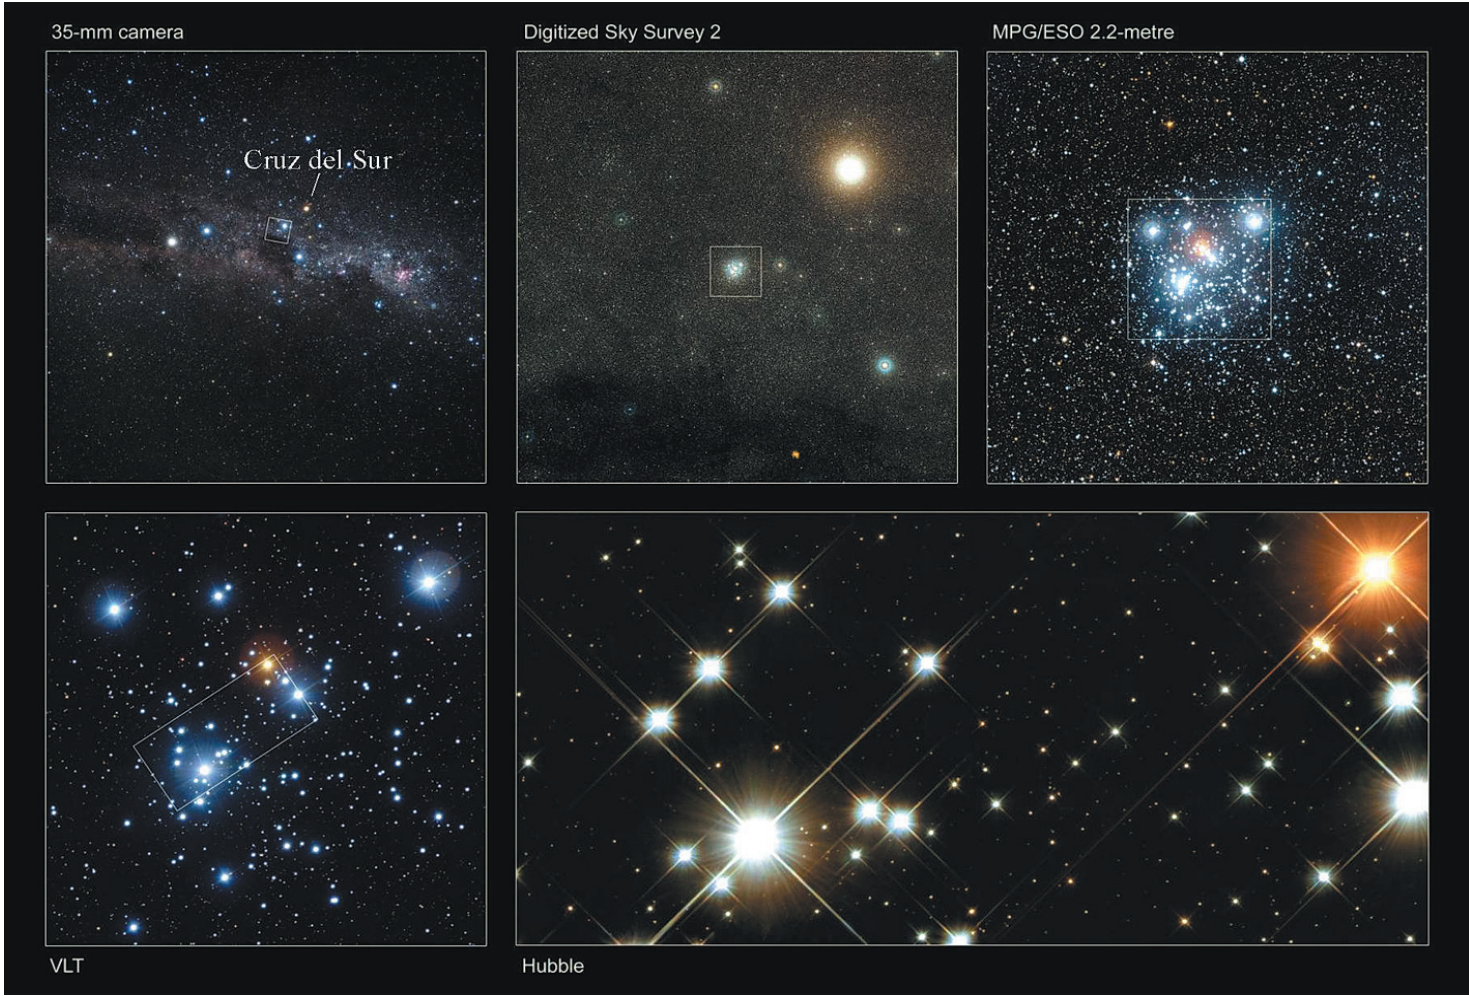 35-mm camera
Digitized Sky Survey 2
MPG/ESO 2.2-metre
Cruz del Sur
VLT
Hubble